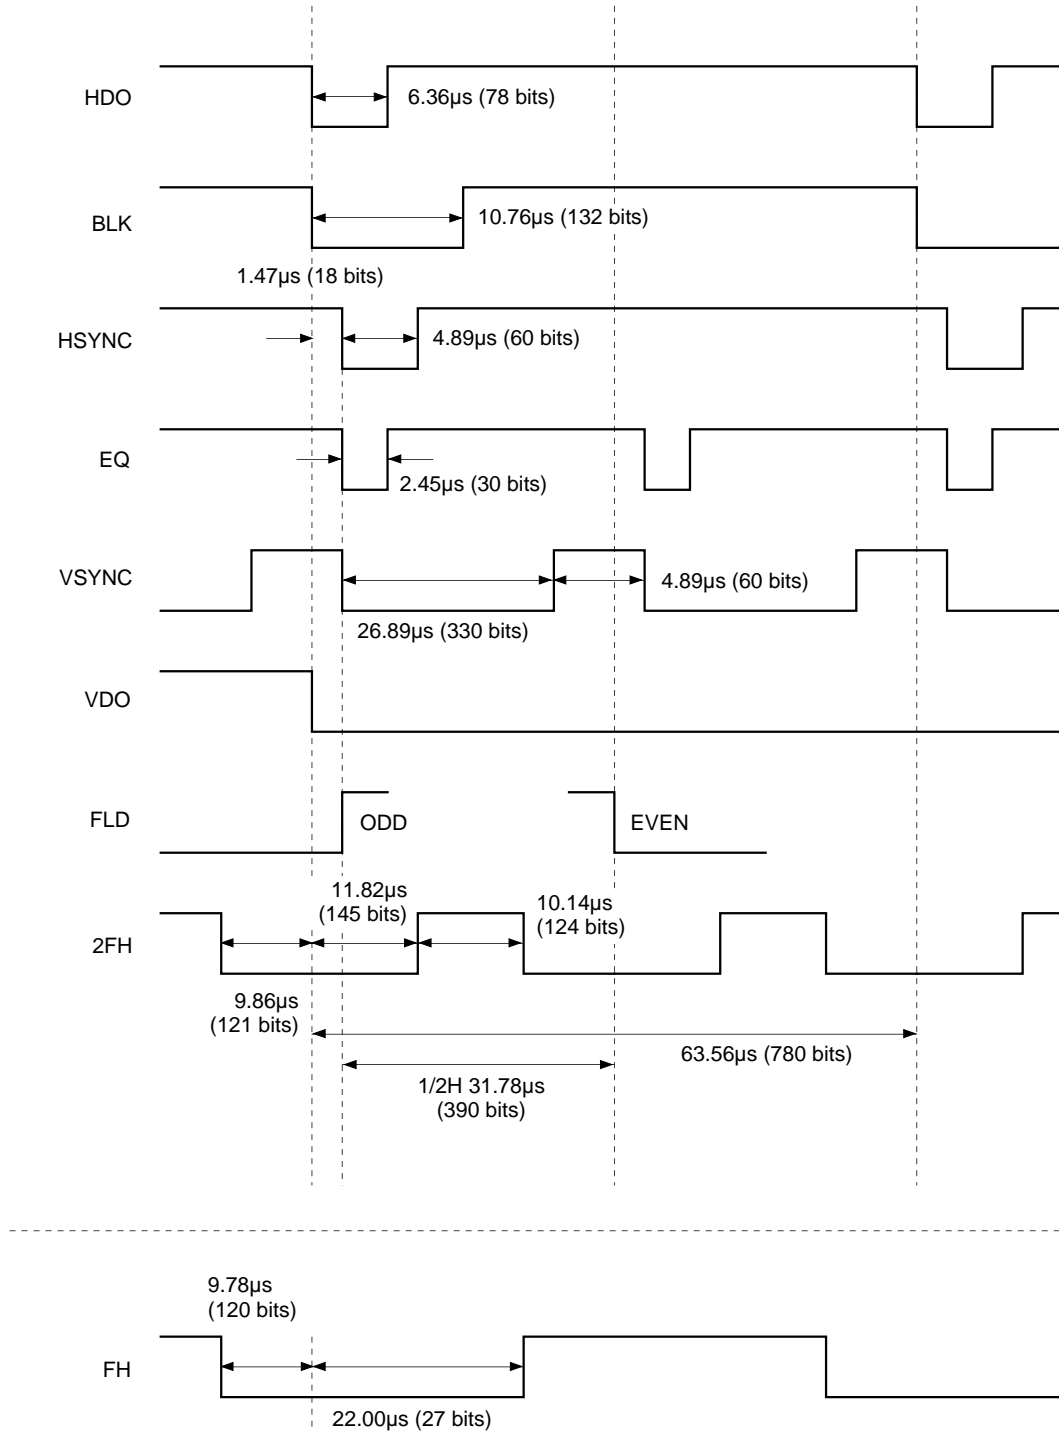 HDO
6.36µs (78 bits)
BLK
10.76µs (132 bits)
1.47µs (18 bits)
HSYNC
4.89µs (60 bits)
EQ
2.45µs (30 bits)
VSYNC
4.89µs (60 bits)
26.89µs (330 bits)
VDO
FLD
ODD
EVEN
11.82µs
(145 bits)
10.14µs
(124 bits)
2FH
9.86µs
(121 bits)
63.56µs (780 bits)
1/2H 31.78µs
(390 bits)
9.78µs
(120 bits)
FH
22.00µs (27 bits)